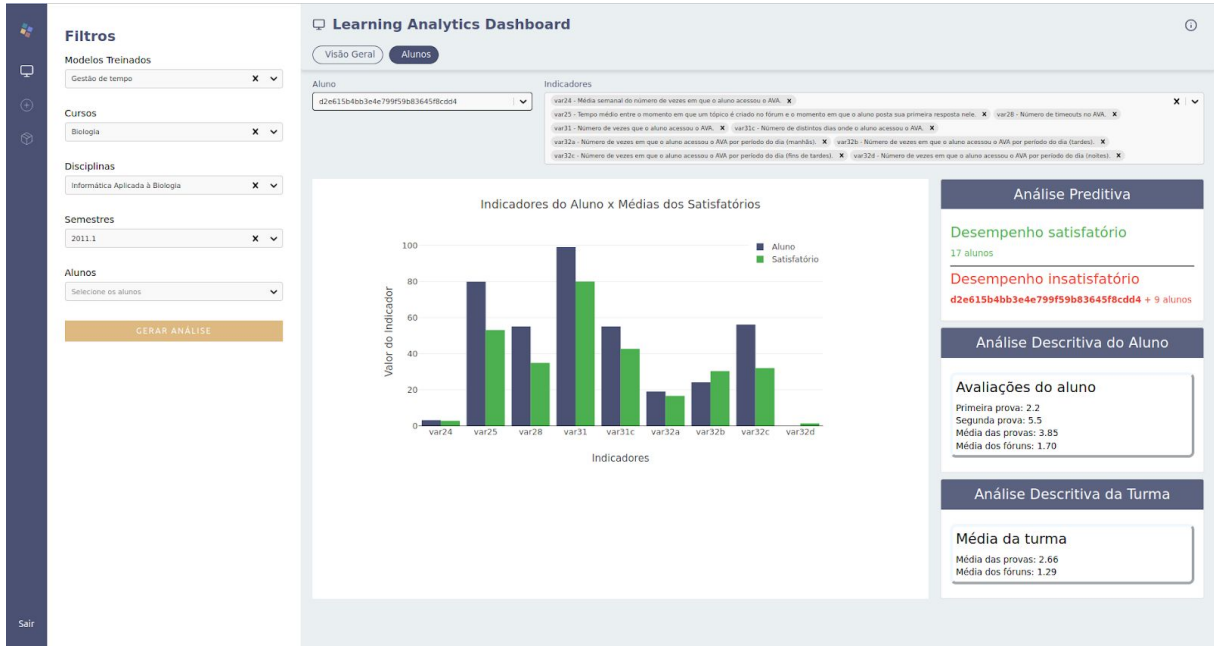 Filtros
Modelos Treinados
Gestão de tempo
Cursos
Biologia
Disciplinas
Informática Aplicada à Biologia
Semestres
2011.1
Alunos
Selecione os alunos
GERAR ANÁLISE
Sair
Learning Analytics Dashboard
Visão Geral
Alunos
Aluno
d2e615b4bb3e4e799f59b83645f8cdd4
Indicadores
var24 - Média semanal do número de vezes em que o aluno acessou o AVA.
var25 - Tempo médio entre o momento em que um tópico é criado no fórum e o momento em que o aluno posta sua primeira resposta nele. var28 - Número de timeouts no AVA.
var31 - Número de vezes que o aluno acessou o AVA. var31c - Número de distintos dias onde o aluno acessou o AVA.
var32a - Número de vezes em que o aluno acessou o AVA por período do dia (manhãs). var32b - Número de vezes em que o aluno acessou o AVA por período do dia (tardes).
var32c - Número de vezes em que o aluno acessou o AVA por período do dia (fins de tardes). var32d - Número de vezes em que o aluno acessou o AVA por período do dia (noites).
Indicadores do Aluno x Médias dos Satisfatórios
Aluno
Satisfatório
Valor do Indicador
100
80
60
40
20
0
var24 var25 var28 var31 var31c var32a var32b var32c var32d
Indicadores
Análise Preditiva
Desempenho satisfatório
17 alunos
Desempenho insatisfatório
d2e615b4bb3e4e799f59b83645f8cdd4 + 9 alunos
Análise Descritiva do Aluno
Avaliações do aluno
Primeira prova: 2.2
Segunda prova: 5.5
Média das provas: 3.85
Média dos fóruns: 1.70
Análise Descritiva da Turma
Média da turma
Média das provas: 2.66
Média dos fóruns: 1.29